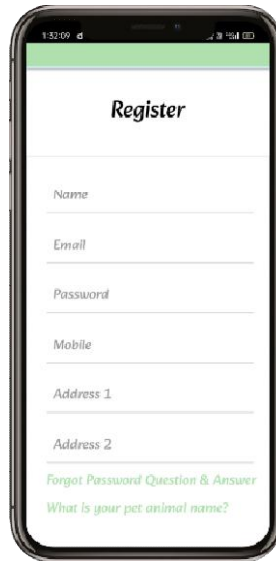 1:32:09
Register
Name
Email
Password
Mobile
Address 1
Address 2
Forgot Password Question & Answer
What is your pet animal name?